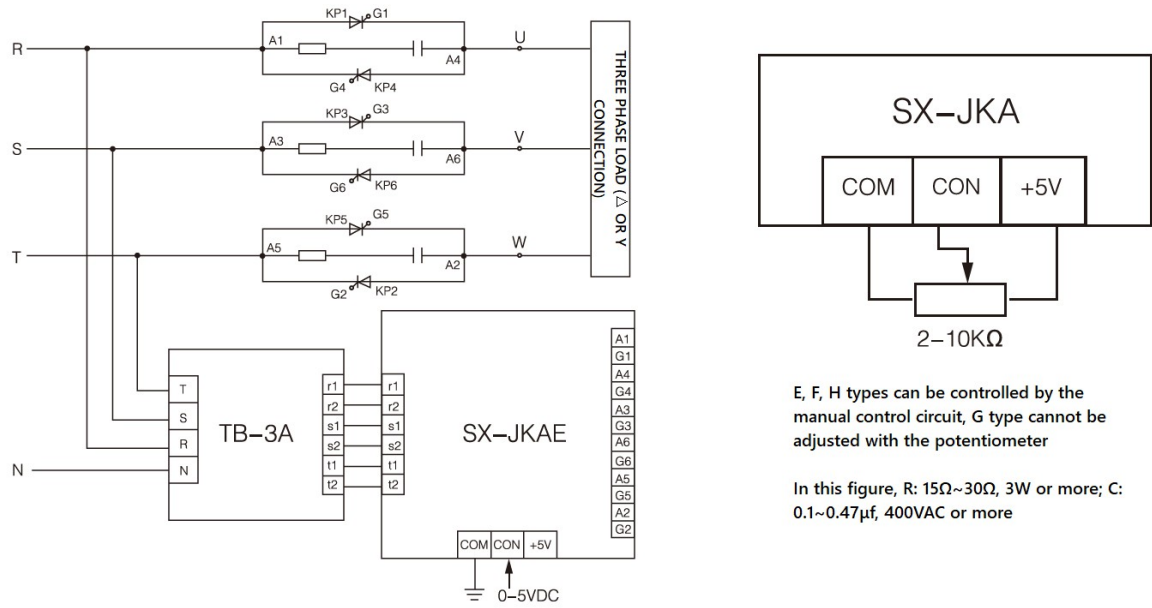 KP1 G1
R A1 A4 U
G4 KP4
KP3 G3
S A3 A6 V
G6 KP6
KP5 G5
T A5 A2 W
G2 KP2
THREE PHASE LOAD (△ OR Y
CONNECTION)
T
S
R
N
N
TB-3A
r1
r2
s1
s2
t1
t2
r1
r2
s1
s2
t1
t2
SX-JKAE
A1
G1
A4
G4
A3
G3
A6
G6
A5
G5
A2
G2
COM CON +5V
0-5VDC
SX-JKA
COM CON +5V
2-10KΩ
E, F, H types can be controlled by the
manual control circuit, G type cannot be
adjusted with the potentiometer
In this figure, R: 15Ω~30Ω, 3W or more; C:
0.1~0.47μf, 400VAC or more